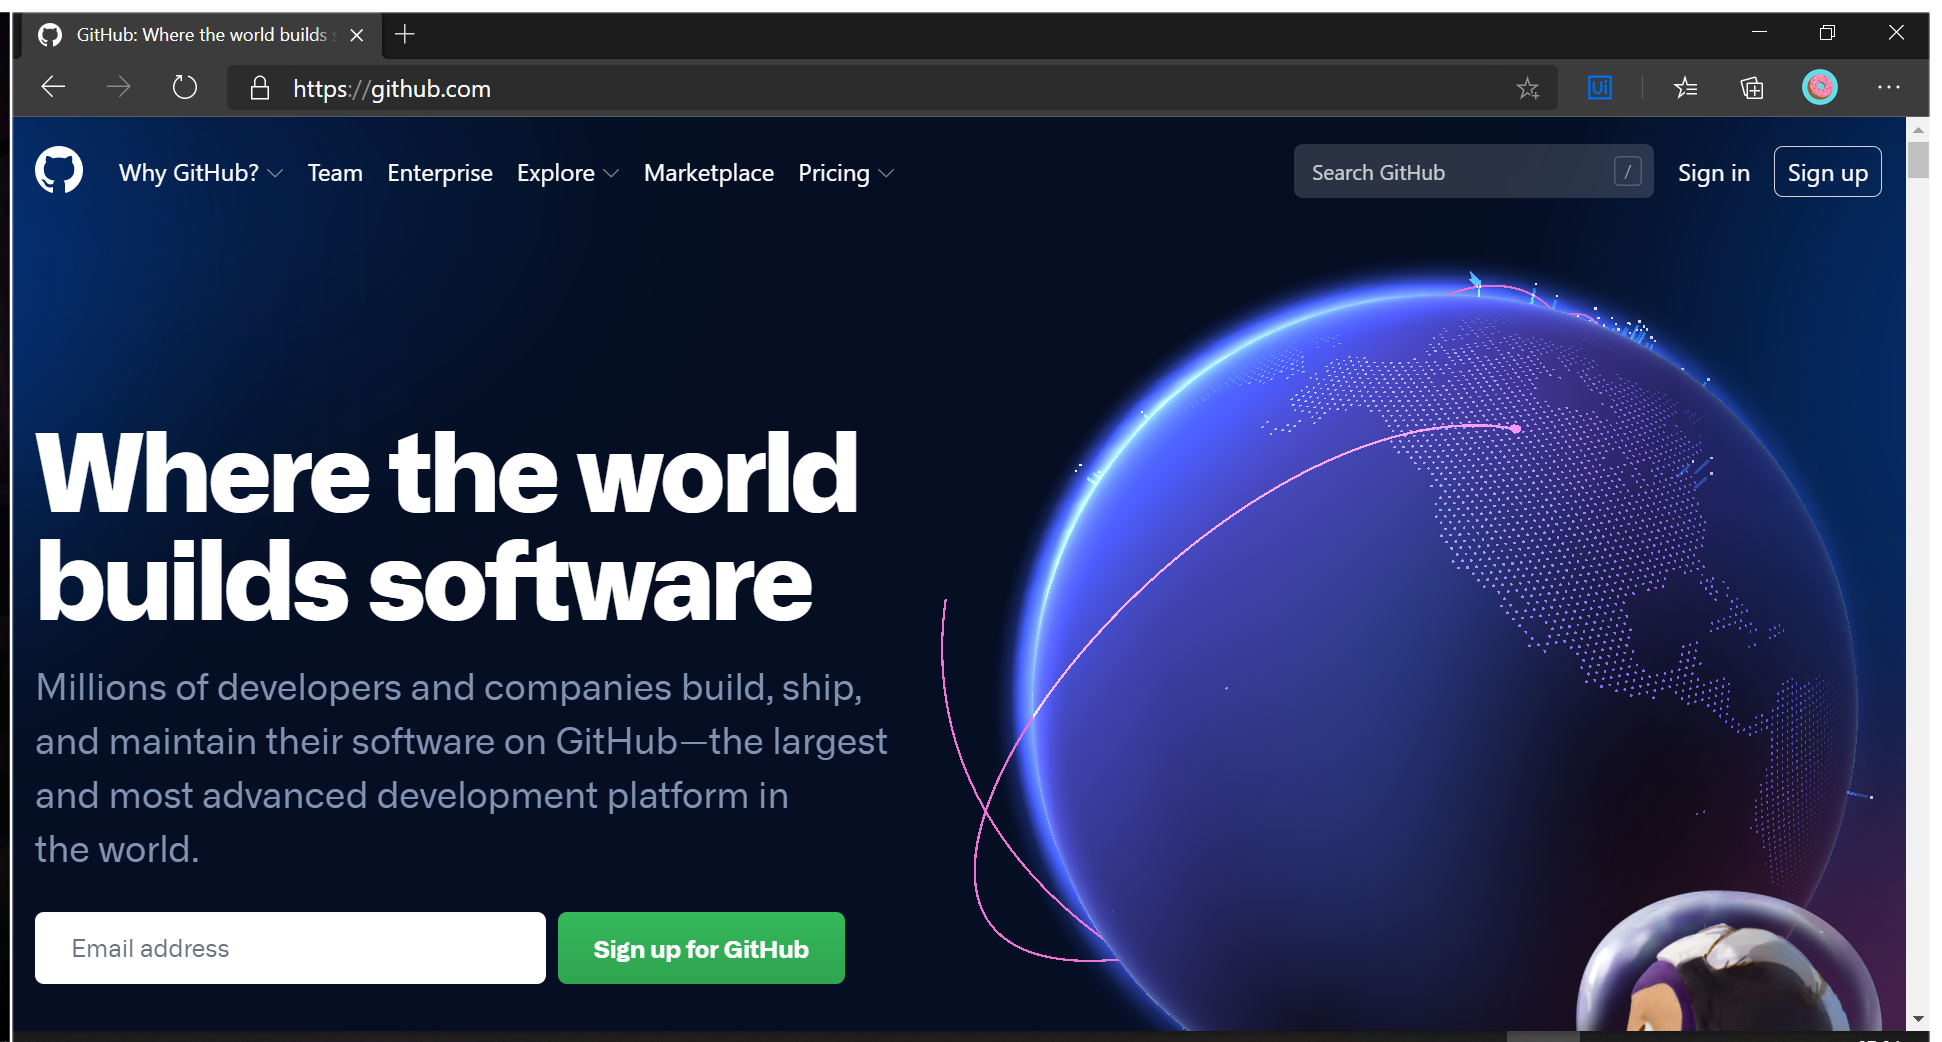 GitHub: Where the world builds
https://github.com
Ui
Why GitHub? Team Enterprise Explore Marketplace Pricing
Search GitHub /
Sign in
Sign up
Where the world
builds software
Millions of developers and companies build, ship,
and maintain their software on GitHub—the largest
and most advanced development platform in
the world.
Email address
Sign up for GitHub